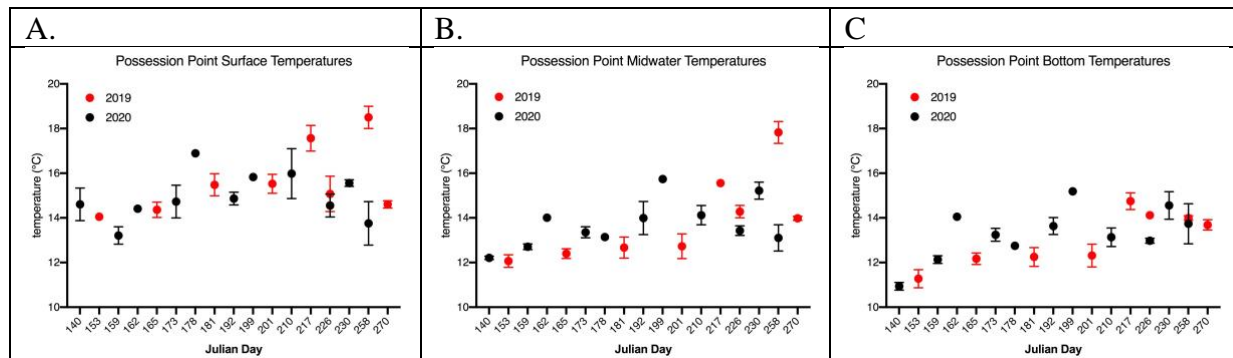 A.
Possession Point Surface Temperatures
20
18
16
14
12
10
temperature (°C)
2019
2020
140 153 159 162 165 173 178 181 192 199 201 210 217 226 230 258 270
Julian Day
B.
Possession Point Midwater Temperatures
20
18
16
14
12
10
temperature (°C)
2019
2020
140 153 159 162 165 173 178 181 192 199 201 210 217 226 230 258 270
Julian Day
C
Possession Point Bottom Temperatures
20
18
16
14
12
10
temperature (°C)
2019
2020
140 153 159 162 165 173 178 181 192 199 201 210 217 226 230 258 270
Julian Day